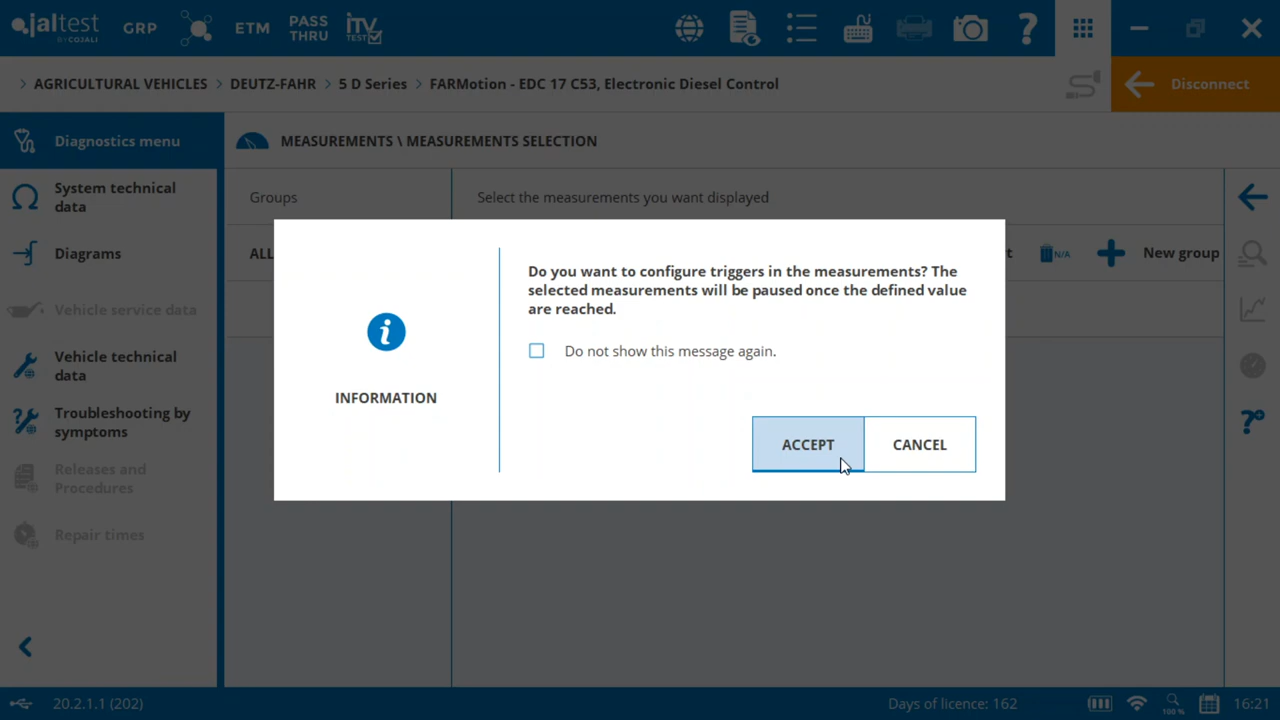 jaltest
BY COJALI
GRP
ETM
PASS
THRU
itv
TEST
?
> AGRICULTURAL VEHICLES > DEUTZ-FAHR > 5 D Series > FARMotion - EDC 17 C53, Electronic Diesel Control
Disconnect
Diagnostics menu
MEASUREMENTS \ MEASUREMENTS SELECTION
System technical
data
Groups
Select the measurements you want displayed
Diagrams
ALL
N/A
New group
Vehicle service data
Vehicle technical
data
Troubleshooting by
symptoms
Releases and
Procedures
Repair times
Do you want to configure triggers in the measurements? The
selected measurements will be paused once the defined value
are reached.
Do not show this message again.
INFORMATION
ACCEPT
CANCEL
20.2.1.1 (202)
Days of licence: 162
100 %
16:21